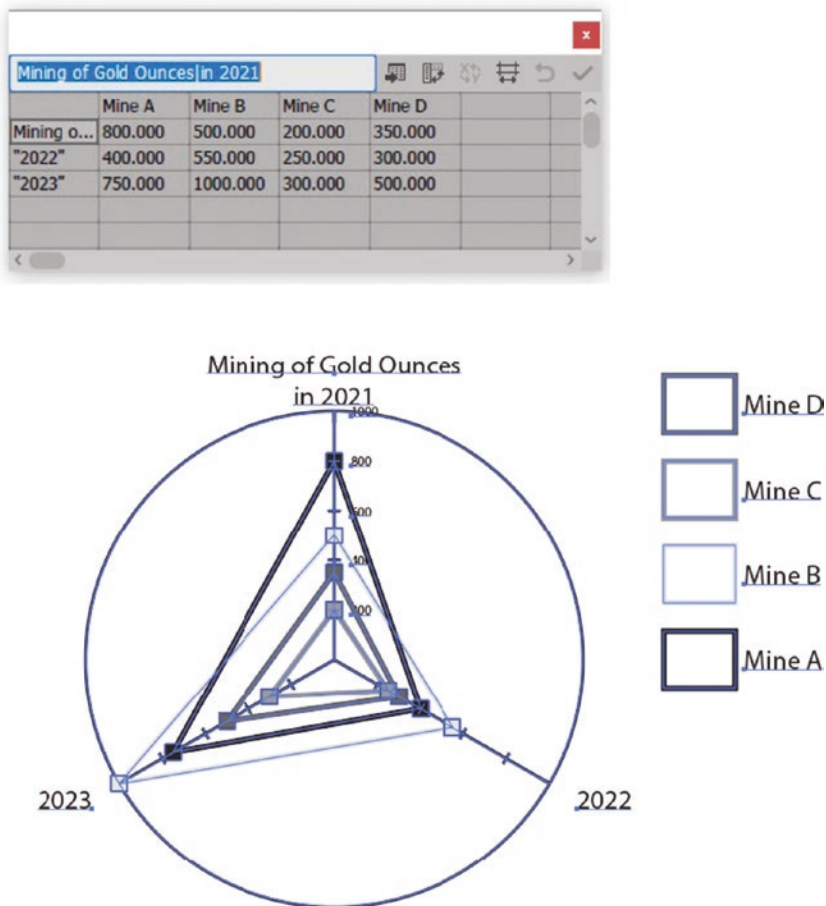 x
Mining of Gold Ounces|in 2021
Mine A Mine B Mine C Mine D
Mining o... 800.000 500.000 200.000 350.000
"2022" 400.000 550.000 250.000 300.000
"2023" 750.000 1000.000 300.000 500.000
Mining of Gold Ounces
in 2021
1000
800
600
400
200
2023
2022
Mine D
Mine C
Mine B
Mine A